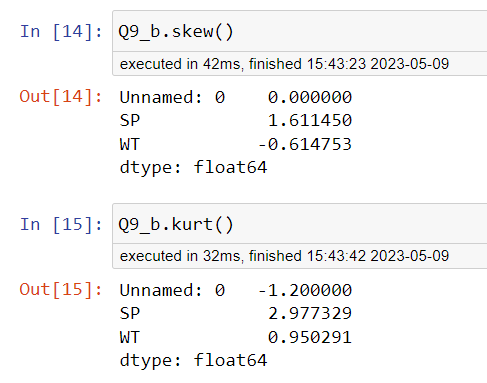 In [14]: Q9_b.skew()
executed in 42ms, finished 15:43:23 2023-05-09
Out[14]: Unnamed: 0    0.000000
SP            1.611450
WT           -0.614753
dtype: float64
In [15]: Q9_b.kurt()
executed in 32ms, finished 15:43:42 2023-05-09
Out[15]: Unnamed: 0   -1.200000
SP            2.977329
WT            0.950291
dtype: float64